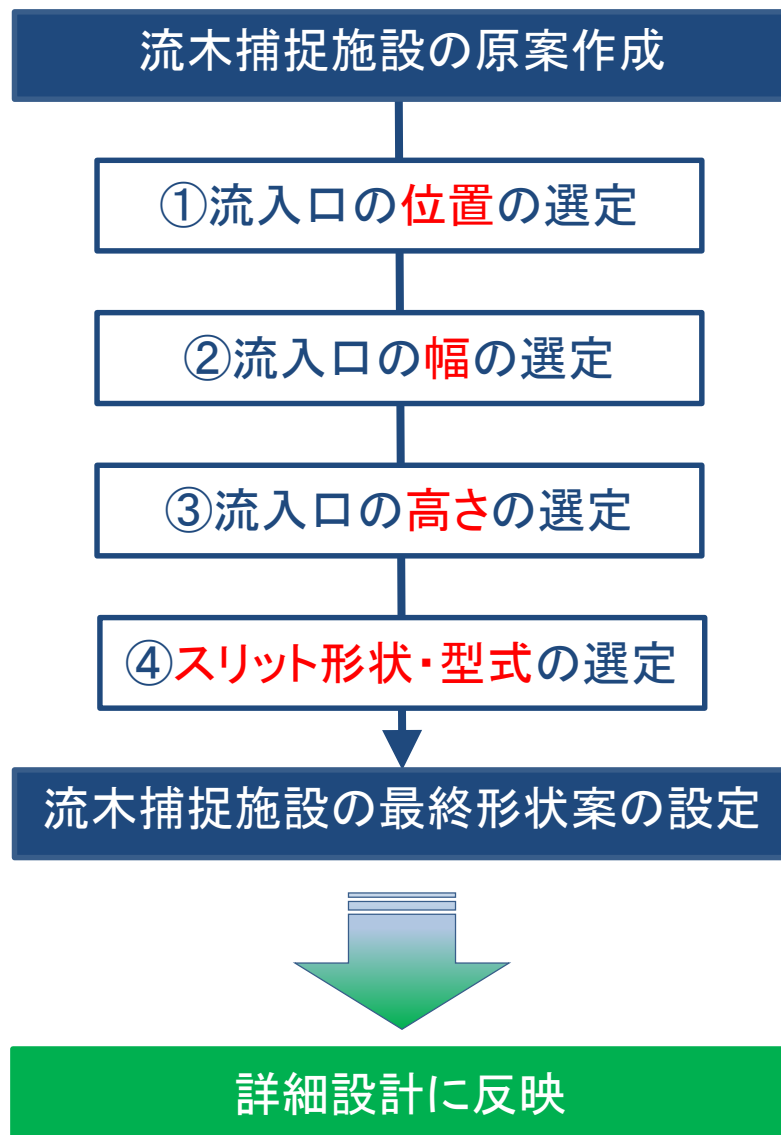 流木捕捉施設の原案作成
①流入口の位置の選定
②流入口の幅の選定
③流入口の高さの選定
④スリット形状・型式の選定
流木捕捉施設の最終形状案の設定
詳細設計に反映